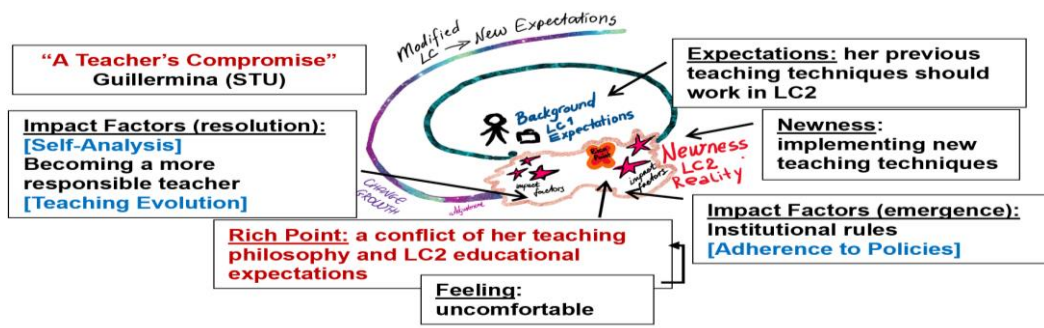 “A Teacher’s Compromise”
Guillermina (STU)
Impact Factors (resolution):
[Self-Analysis]
Becoming a more
responsible teacher
[Teaching Evolution]
Modified
LC → New Expectations
Background
LC1
Expectations
Rich
Point
impact
factors
impact
factors
Newness
LC2
Reality
CHANGE
GROWTH
Adjustment
Expectations: her previous
teaching techniques should
work in LC2
Newness:
implementing new
teaching techniques
Impact Factors (emergence):
Institutional rules
[Adherence to Policies]
Rich Point: a conflict of her teaching
philosophy and LC2 educational
expectations
Feeling:
uncomfortable